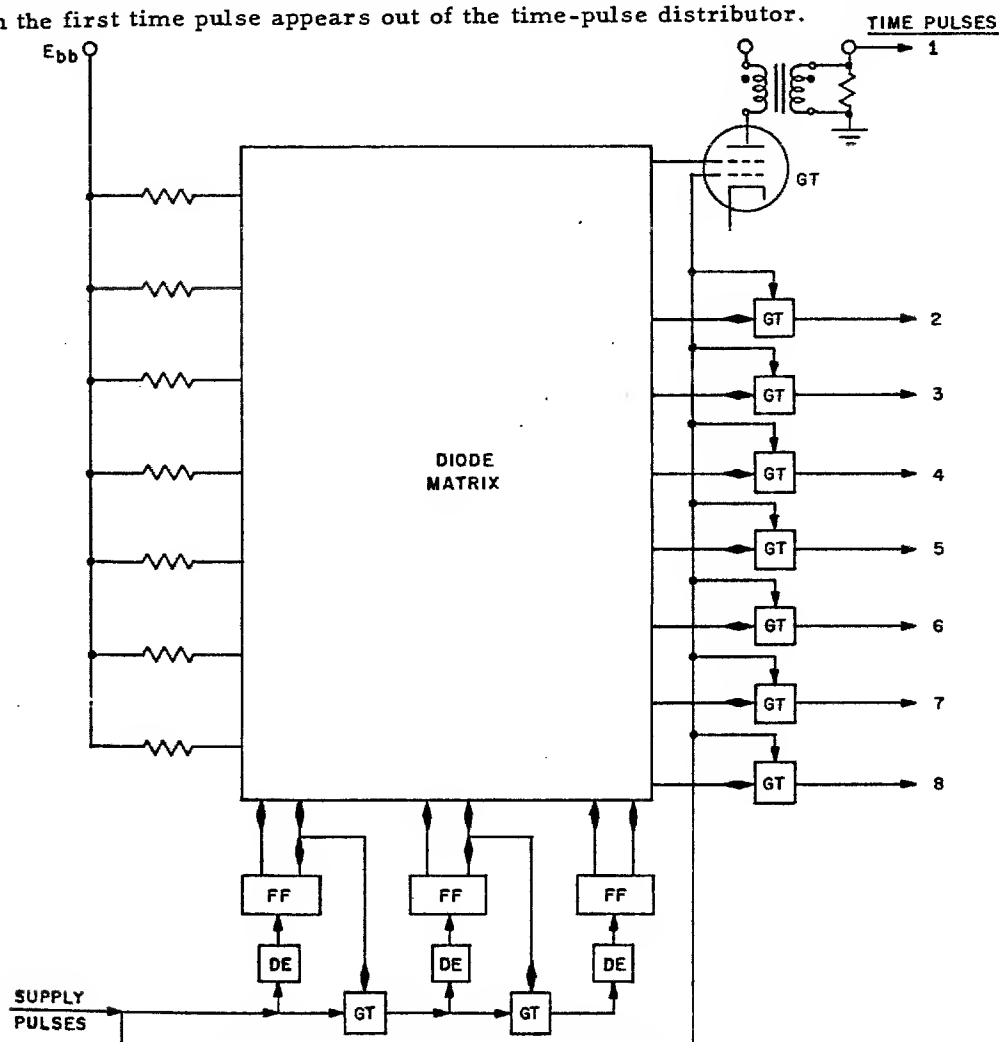 the first time pulse appears out of the time-pulse distributor.
TIME PULSES
Ebb
1
GT
GT 2
GT 3
DIODE
MATRIX
GT 4
GT 5
GT 6
GT 7
GT 8
FF FF FF
DE DE DE
SUPPLY
PULSES
GT GT